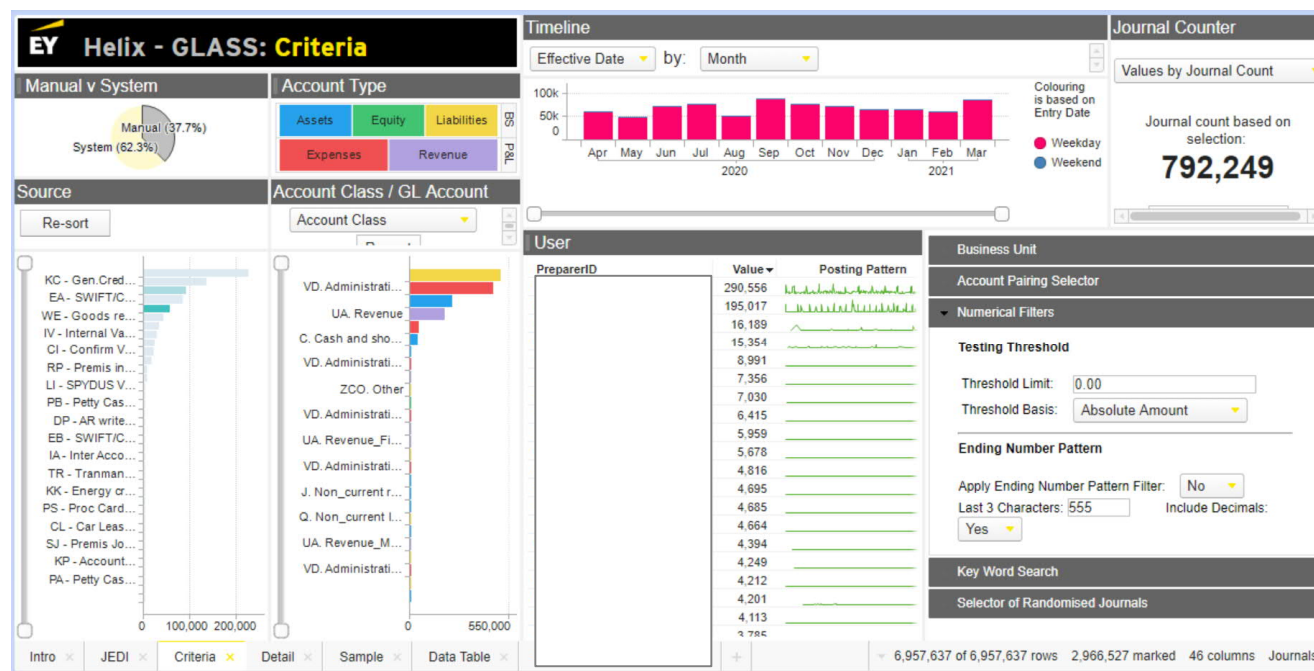 EY Helix - GLASS: Criteria
Manual v System
Manual (37.7%)
System (62.3%)
Account Type
Assets
Equity
Liabilities
BS
Expenses
Revenue
P&L
Source
Re-sort
Account Class / GL Account
Account Class
KC - Gen.Cred...
EA - SWIFT/C...
WE - Goods re...
IV - Internal Va...
CI - Confirm V...
RP - Premis in...
LI - SPYDUS V...
PB - Petty Cas...
DP - AR write...
EB - SWIFT/C...
IA - Inter Acco...
TR - Tranman...
KK - Energy cr...
PS - Proc Card...
CL - Car Leas...
SJ - Premis Jo...
KP - Account...
PA - Petty Cas...
0 100,000 200,000
VD. Administrati...
UA. Revenue
C. Cash and sho...
VD. Administrati...
ZCO. Other
VD. Administrati...
UA. Revenue_Fi...
VD. Administrati...
J. Non_current r...
Q. Non_current l...
UA. Revenue_M...
VD. Administrati...
0 550,000
Timeline
Effective Date by: Month
100k
50k
0
Apr May Jun Jul Aug Sep Oct Nov Dec Jan Feb Mar
2020 2021
Colouring
is based on
Entry Date
Weekday
Weekend
Journal Counter
Values by Journal Count
Journal count based on
selection:
792,249
User
PreparerID Value Posting Pattern
290,556
195,017
16,189
15,354
8,991
7,356
7,030
6,415
5,959
5,678
4,816
4,695
4,685
4,664
4,394
4,249
4,212
4,201
4,113
3,785
Business Unit
Account Pairing Selector
Numerical Filters
Testing Threshold
Threshold Limit: 0.00
Threshold Basis: Absolute Amount
Ending Number Pattern
Apply Ending Number Pattern Filter: No
Last 3 Characters: 555 Include Decimals:
Yes
Key Word Search
Selector of Randomised Journals
Intro × JEDI × Criteria × Detail × Sample × Data Table × +
6,957,637 of 6,957,637 rows 2,966,527 marked 46 columns Journals